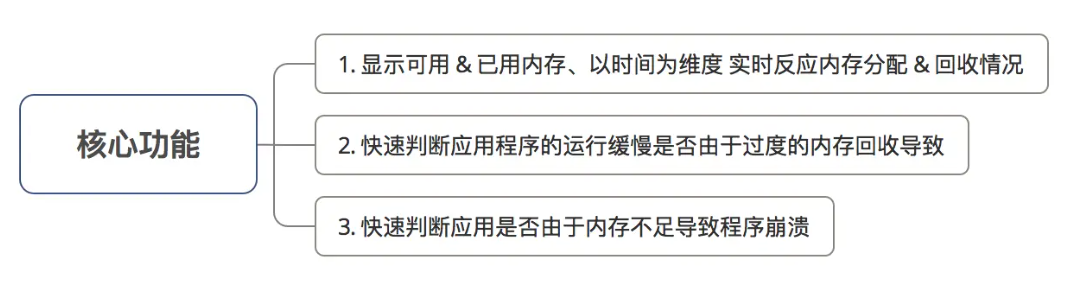 核心功能
1. 显示可用 & 已用内存、以时间为维度 实时反应内存分配 & 回收情况
2. 快速判断应用程序的运行缓慢是否由于过度的内存回收导致
3. 快速判断应用是否由于内存不足导致程序崩溃